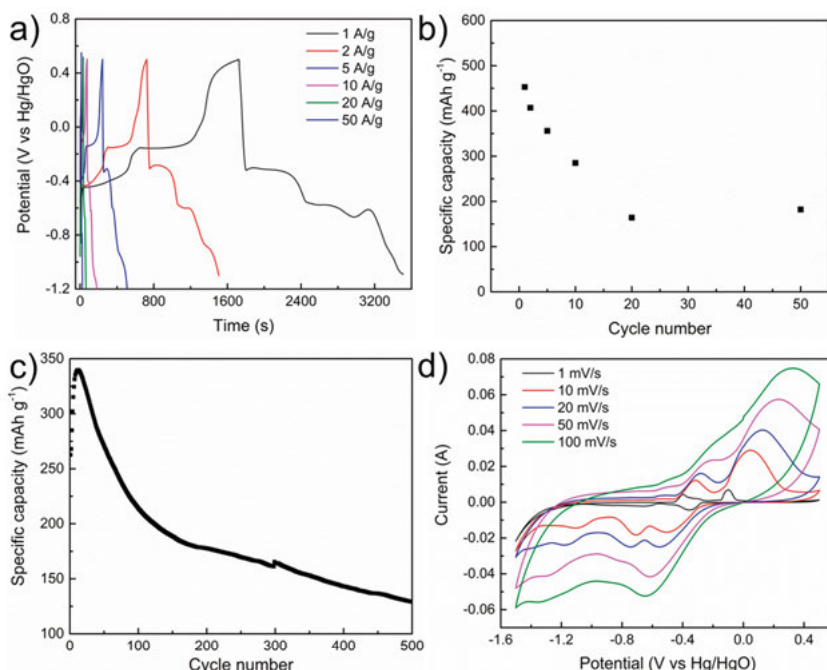 a)
0.8
0.4
0.0
-0.4
-0.8
-1.2
Potential (V vs Hg/HgO)
1 A/g
2 A/g
5 A/g
10 A/g
20 A/g
50 A/g
0 800 1600 2400 3200
Time (s)
b)
600
500
400
300
200
100
0
Specific capacity (mAh g⁻¹)
0 10 20 30 40 50
Cycle number
c)
350
300
250
200
150
100
Specific capacity (mAh g⁻¹)
0 100 200 300 400 500
Cycle number
d)
0.08
0.06
0.04
0.02
0.00
-0.02
-0.04
-0.06
Current (A)
1 mV/s
10 mV/s
20 mV/s
50 mV/s
100 mV/s
-1.6 -1.2 -0.8 -0.4 0.0 0.4
Potential (V vs Hg/HgO)